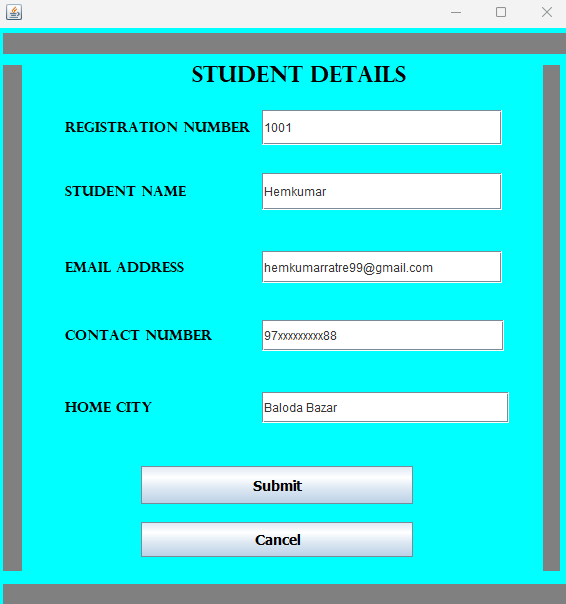 STUDENT DETAILS
REGISTRATION NUMBER 1001
STUDENT NAME Hemkumar
EMAIL ADDRESS hemkumarratre99@gmail.com
CONTACT NUMBER 97xxxxxxxxx88
HOME CITY Baloda Bazar
Submit
Cancel